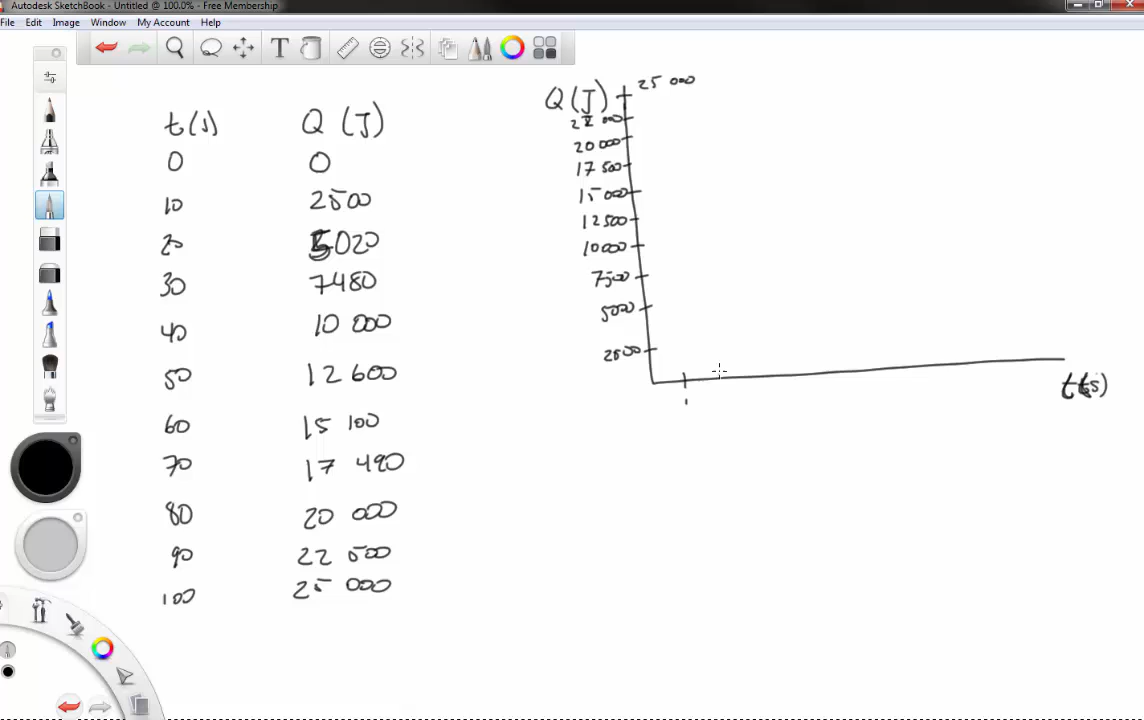 Autodesk SketchBook - Untitled @ 100.0% - Free Membership
File Edit Image Window My Account Help
t(s) Q (J)
0 0
10 2500
20 5020
30 7480
40 10 000
50 12 600
60 15 100
70 17 490
80 20 000
90 22 500
100 25 000
Q (J) 25 000
20 000
17 500
15 000
12 500
10 000
7500
5000
2500
1
t(s)